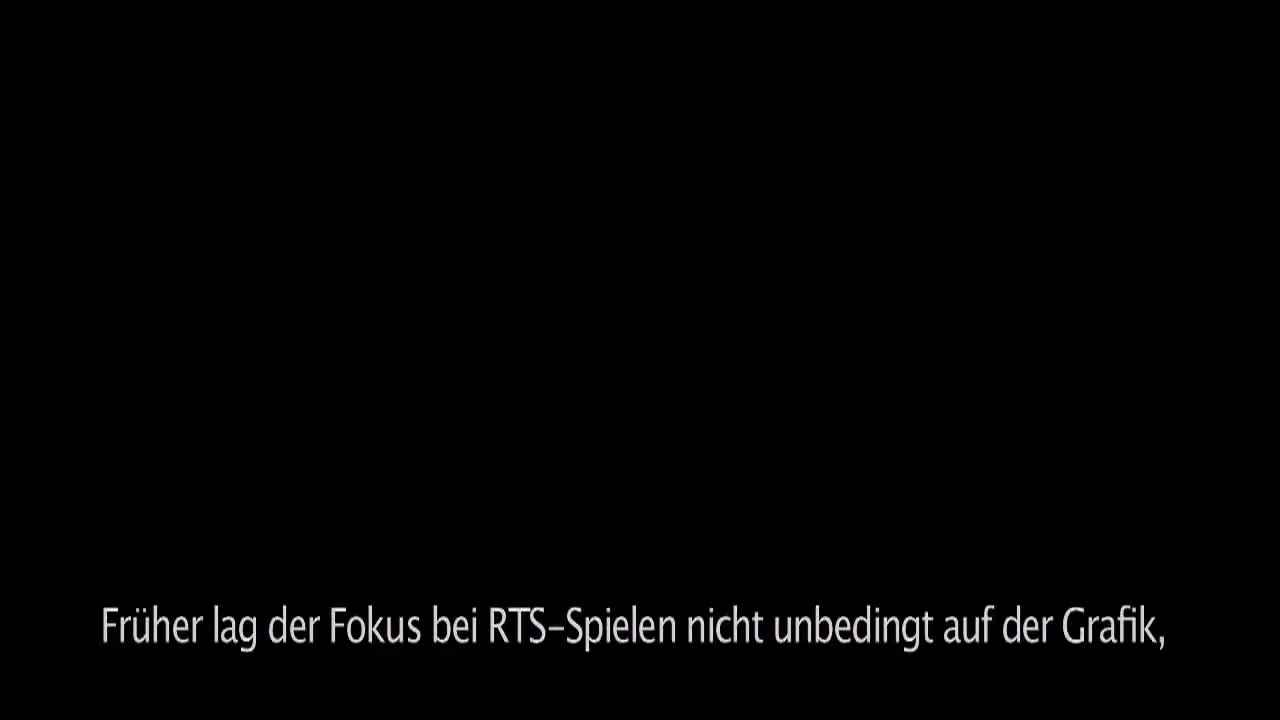 Früher lag der Fokus bei RTS-Spielen nicht unbedingt auf der Grafik,